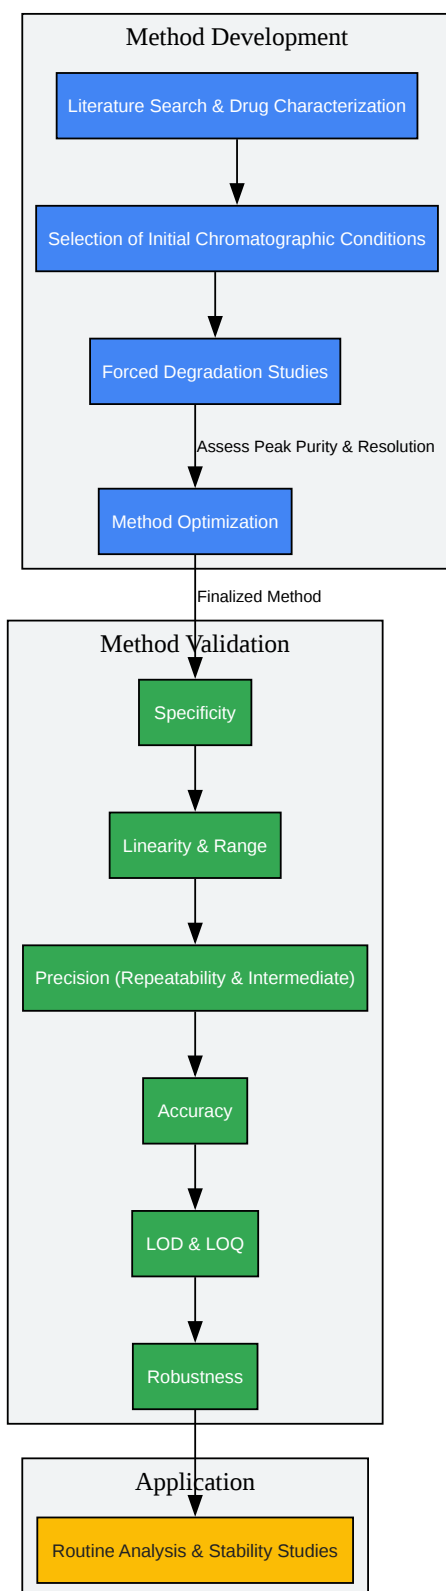 Method Development
Literature Search & Drug Characterization
Selection of Initial Chromatographic Conditions
Forced Degradation Studies
Assess Peak Purity & Resolution
Method Optimization
Finalized Method
Method Validation
Specificity
Linearity & Range
Precision (Repeatability & Intermediate)
Accuracy
LOD & LOQ
Robustness
Application
Routine Analysis & Stability Studies